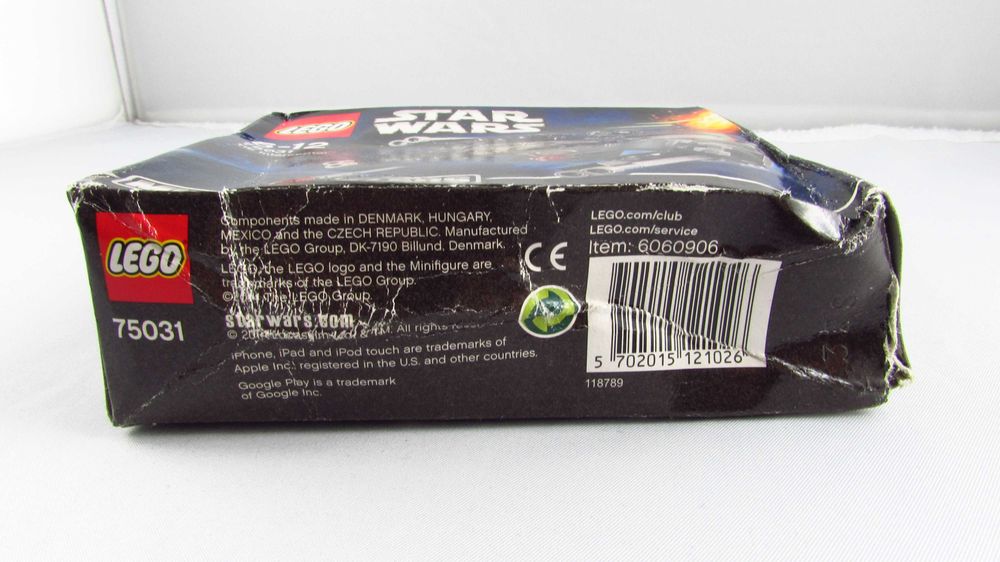 LEGO
STAR
WARS
LEGO
75031
Components made in DENMARK, HUNGARY,
MEXICO and the CZECH REPUBLIC. Manufactured
by the LEGO Group, DK-7190 Billund, Denmark.
LEGO, the LEGO logo and the Minifigure are
trademarks of the LEGO Group.
The LEGO Group.
starwars.com
All rights
iPhone, iPad and iPod touch are trademarks of
Apple Inc., registered in the U.S. and other countries.
Google Play is a trademark
of Google Inc.
CE
LEGO.com/club
LEGO.com/service
Item: 6060906
5 702015 121026
118789